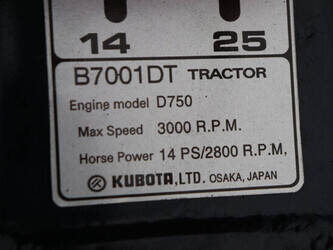 14 25
B7001DT TRACTOR
Engine model D750
Max Speed 3000 R.P.M.
Horse Power 14 PS/2800 R.P.M,
KUBOTA, LTD. OSAKA, JAPAN